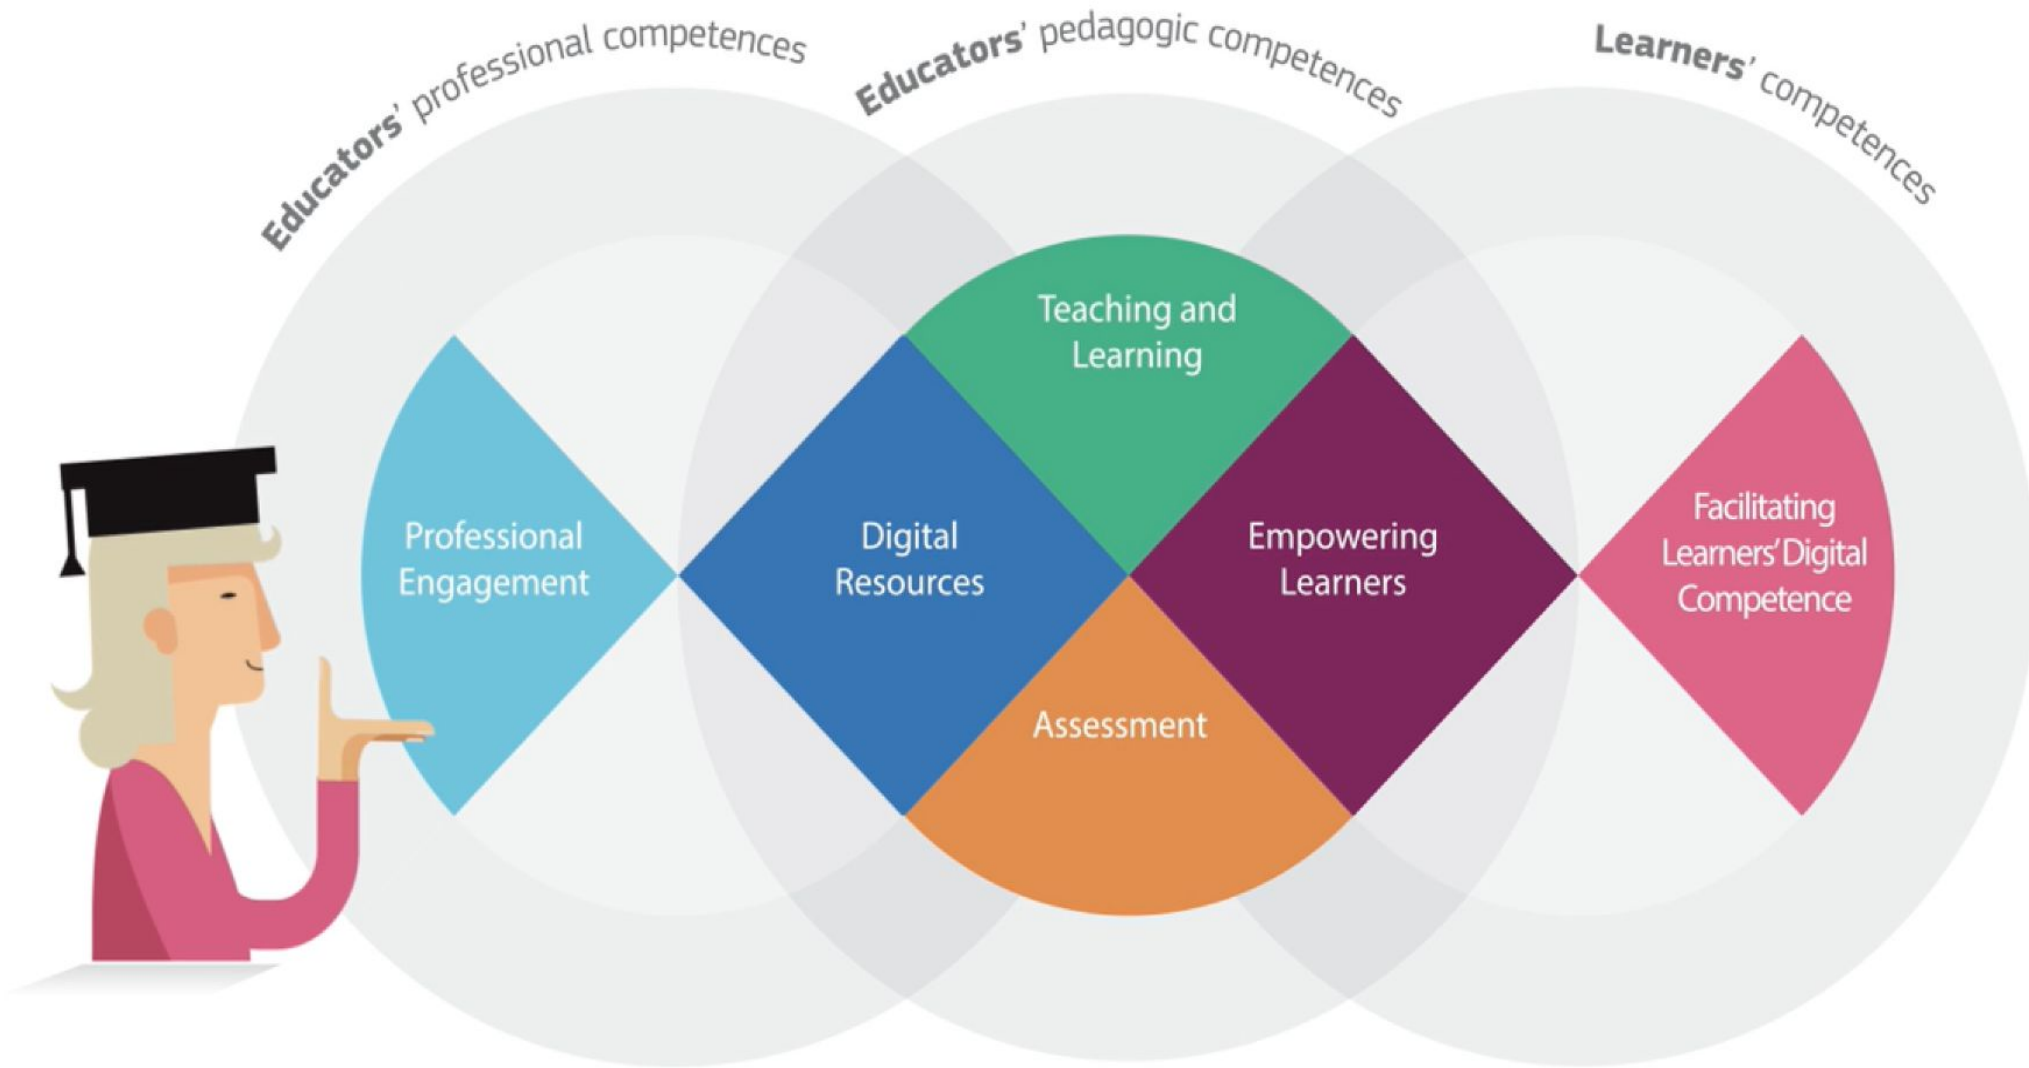 Educators' professional competences
Educators' pedagogic competences
Learners' competences
Teaching and
Learning
Professional
Engagement
Digital
Resources
Empowering
Learners
Facilitating
Learners' Digital
Competence
Assessment